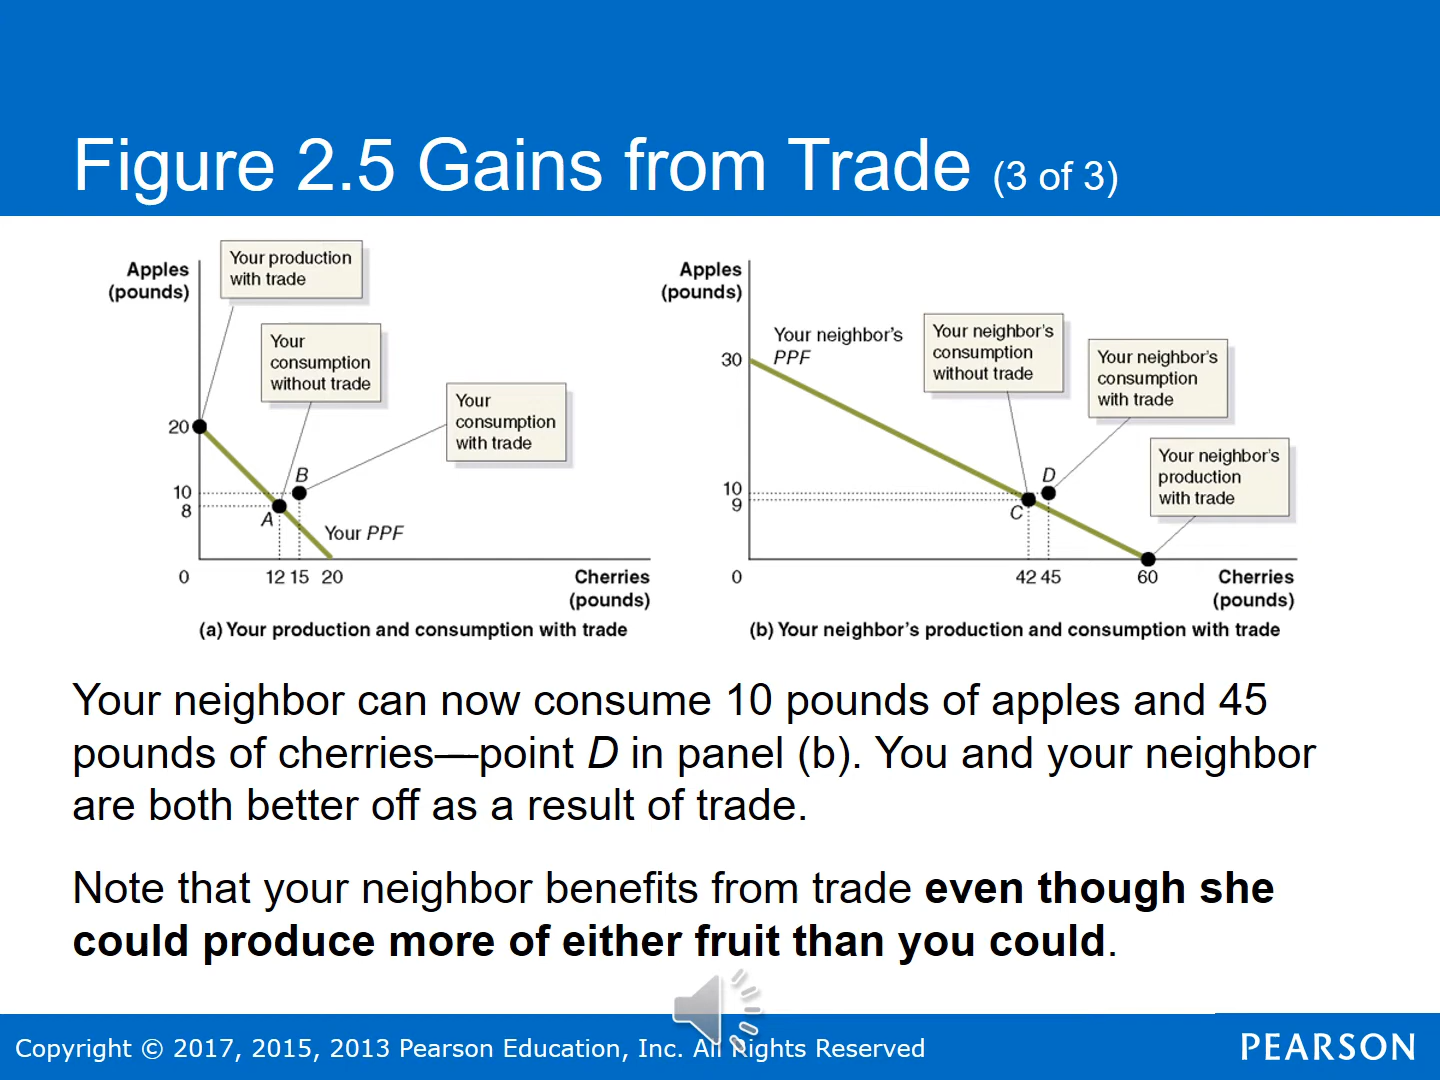 Figure 2.5 Gains from Trade (3 of 3)
Apples
(pounds)
Your production
with trade
Your
consumption
without trade
Your
consumption
with trade
20
10
8
A
B
Your PPF
0
12 15 20
Cherries
(pounds)
(a) Your production and consumption with trade
Apples
(pounds)
Your neighbor's
PPF
Your neighbor's
consumption
without trade
Your neighbor's
consumption
with trade
Your neighbor's
production
with trade
30
10
9
C
D
0
42 45
60
Cherries
(pounds)
(b) Your neighbor's production and consumption with trade
Your neighbor can now consume 10 pounds of apples and 45
pounds of cherries—point D in panel (b). You and your neighbor
are both better off as a result of trade.
Note that your neighbor benefits from trade even though she
could produce more of either fruit than you could.
Copyright © 2017, 2015, 2013 Pearson Education, Inc. All Rights Reserved
PEARSON